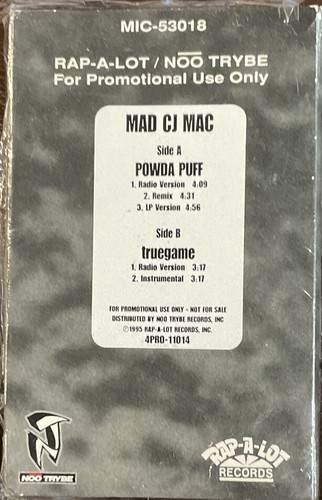 MIC-53018
RAP-A-LOT / NOO TRYBE
For Promotional Use Only
MAD CJ MAC
Side A
POWDA PUFF
1. Radio Version 4:09
2. Remix 4:31
3. LP Version 4:56
Side B
truegame
1. Radio Version 3:17
2. Instrumental 3:17
FOR PROMOTIONAL USE ONLY - NOT FOR SALE
DISTRIBUTED BY NOO TRYBE RECORDS, INC
©1995 RAP-A-LOT RECORDS, INC.
4PRO-11014
NOO TRYBE
RAP-A-LOT
RECORDS